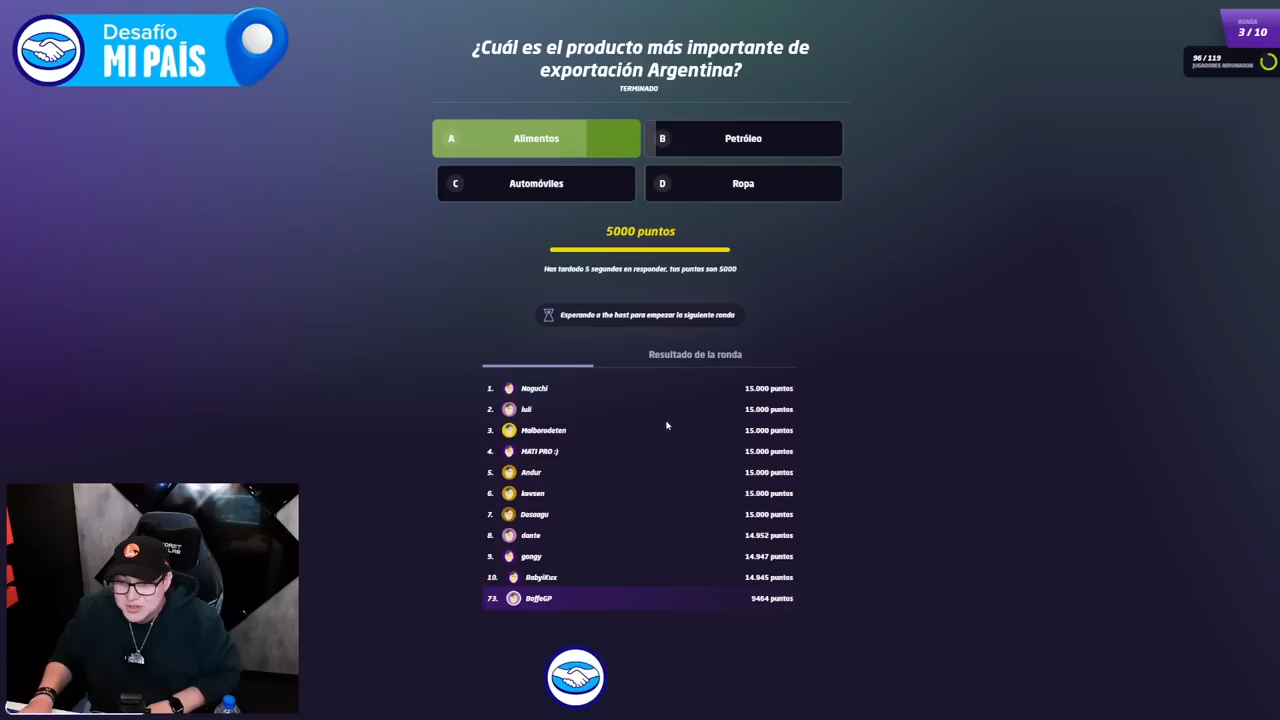 Desafío
MI PAÍS
RONDA
3 / 10
96 / 119
JUGADORES ADIVINARON
¿Cuál es el producto más importante de
exportación Argentina?
TERMINADO
A Alimentos
B Petróleo
C Automóviles
D Ropa
5000 puntos
Has tardado 5 segundos en responder, tus puntos son 5000
Esperando a the host para empezar la siguiente ronda
Resultado de la ronda
1. Noguchi 15.000 puntos
2. luli 15.000 puntos
3. Malborodeten 15.000 puntos
4. MATI PRO :) 15.000 puntos
5. Andur 15.000 puntos
6. kevsen 15.000 puntos
7. Desaagu 15.000 puntos
8. dante 14.952 puntos
9. gongy 14.947 puntos
10. BabyiKux 14.945 puntos
73. BoffeGP 9464 puntos